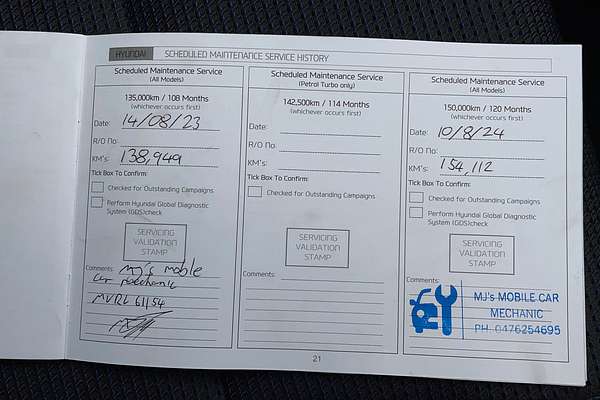 HYUNDAI SCHEDULED MAINTENANCE SERVICE HISTORY
Scheduled Maintenance Service
(All Models)
135,000km / 108 Months
(whichever occurs first)
Date: 14/08/23
R/O No:
KM's: 138,949
Tick Box To Confirm:
Checked for Outstanding Campaigns
Perform Hyundai Global Diagnostic
System (GDS)check
SERVICING
VALIDATION
STAMP
Comments: MJ's mobile
car mechanic
MVRL 61154
Scheduled Maintenance Service
(Petrol Turbo only)
142,500km / 114 Months
(whichever occurs first)
Date:
R/O No:
KM's:
Tick Box To Confirm:
Checked for Outstanding Campaigns
SERVICING
VALIDATION
STAMP
Comments:
Scheduled Maintenance Service
(All Models)
150,000km / 120 Months
(whichever occurs first)
Date: 10/8/24
R/O No:
KM's: 154,112
Tick Box To Confirm:
Checked for Outstanding Campaigns
Perform Hyundai Global Diagnostic
System (GDS)check
SERVICING
VALIDATION
STAMP
Comments:
MJ's MOBILE CAR
MECHANIC
PH: 0476254695
21